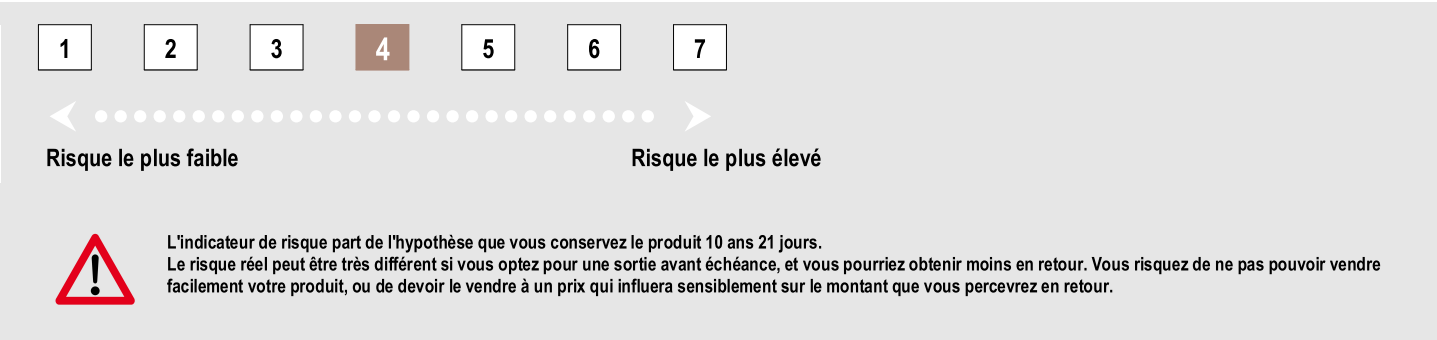 1 2 3 4 5 6 7
Risque le plus faible Risque le plus élevé
L'indicateur de risque part de l'hypothèse que vous conservez le produit 10 ans 21 jours.
Le risque réel peut être très différent si vous optez pour une sortie avant échéance, et vous pourriez obtenir moins en retour. Vous risquez de ne pas pouvoir vendre
facilement votre produit, ou de devoir le vendre à un prix qui influera sensiblement sur le montant que vous percevrez en retour.